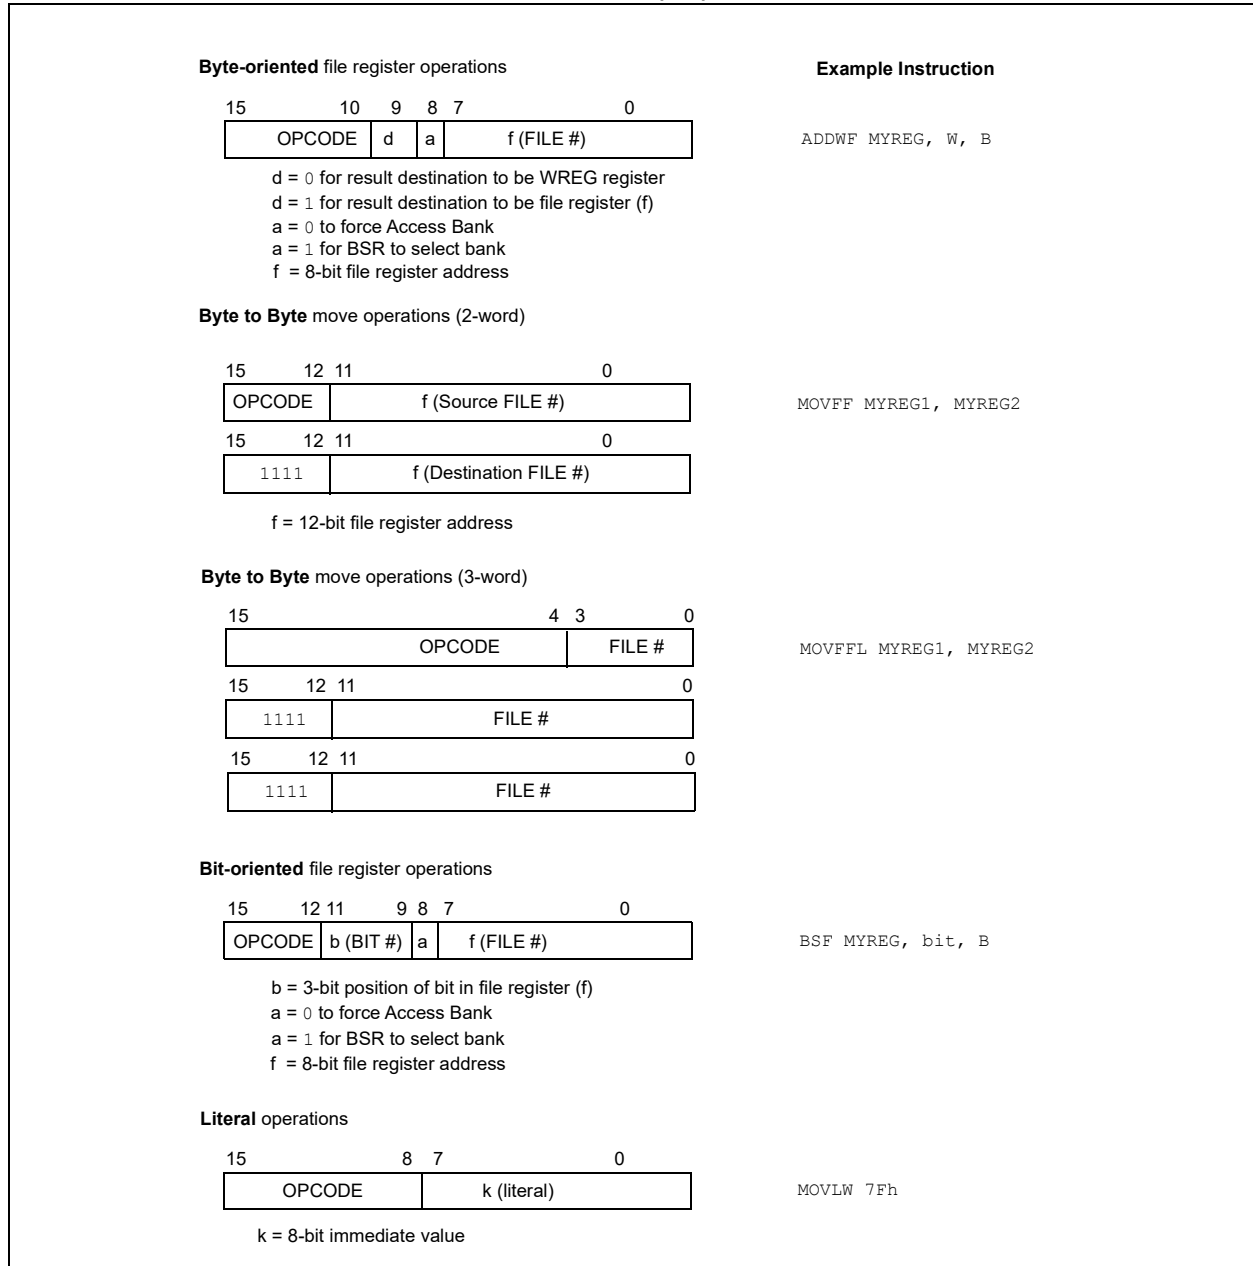 Byte-oriented file register operations
Example Instruction
15 10 9 8 7 0
OPCODE d a f (FILE #)
ADDWF MYREG, W, B
d = 0 for result destination to be WREG register
d = 1 for result destination to be file register (f)
a = 0 to force Access Bank
a = 1 for BSR to select bank
f = 8-bit file register address
Byte to Byte move operations (2-word)
15 12 11 0
OPCODE f (Source FILE #)
MOVFF MYREG1, MYREG2
15 12 11 0
1111 f (Destination FILE #)
f = 12-bit file register address
Byte to Byte move operations (3-word)
15 4 3 0
OPCODE FILE #
MOVFFL MYREG1, MYREG2
15 12 11 0
1111 FILE #
15 12 11 0
1111 FILE #
Bit-oriented file register operations
15 12 11 9 8 7 0
OPCODE b (BIT #) a f (FILE #)
BSF MYREG, bit, B
b = 3-bit position of bit in file register (f)
a = 0 to force Access Bank
a = 1 for BSR to select bank
f = 8-bit file register address
Literal operations
15 8 7 0
OPCODE k (literal)
MOVLW 7Fh
k = 8-bit immediate value